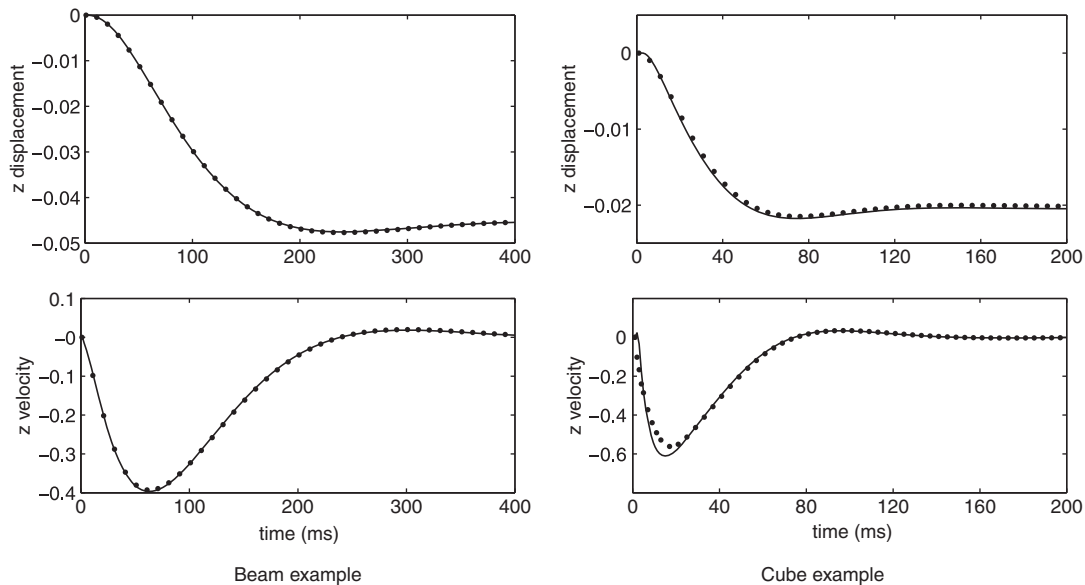 0
−0.01
−0.02
−0.03
−0.04
−0.05
z displacement
0 100 200 300 400
0
−0.01
−0.02
z displacement
0 40 80 120 160 200
0.1
−0
−0.1
−0.2
−0.3
−0.4
z velocity
0 100 200 300 400
time (ms)
0
−0.2
−0.4
−0.6
z velocity
0 40 80 120 160 200
time (ms)
Beam example
Cube example